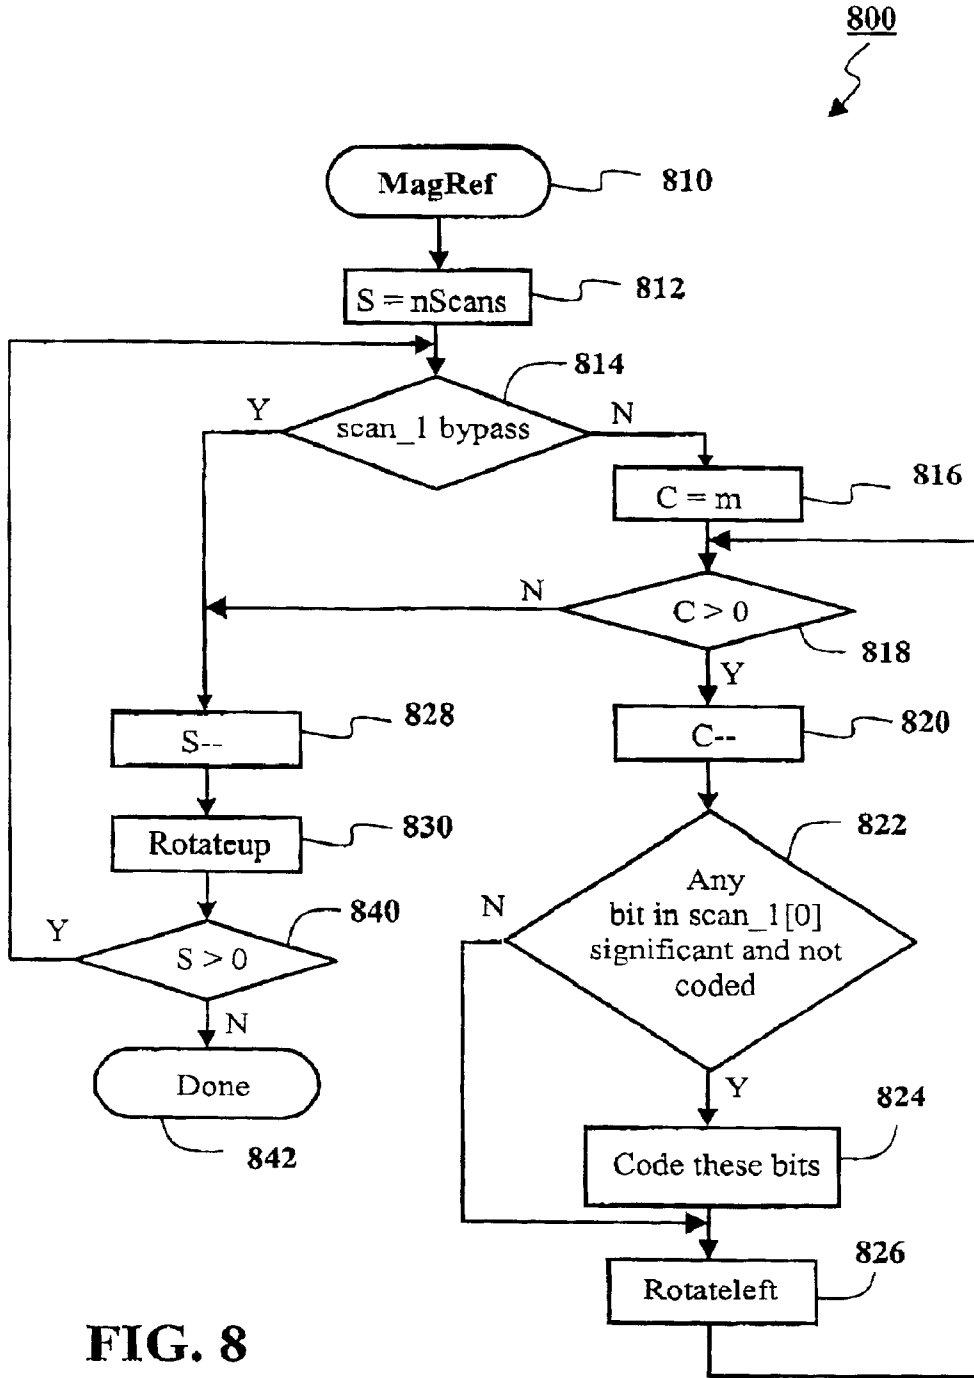 800
MagRef
810
S = nScans
812
814
Y
scan_1 bypass
N
C = m
816
N
C > 0
818
Y
S--
828
C--
820
Rotateup
830
822
Any
bit in scan_1[0]
significant and not
coded
N
Y
S > 0
840
N
Done
842
Y
Code these bits
824
Rotateleft
826
FIG. 8